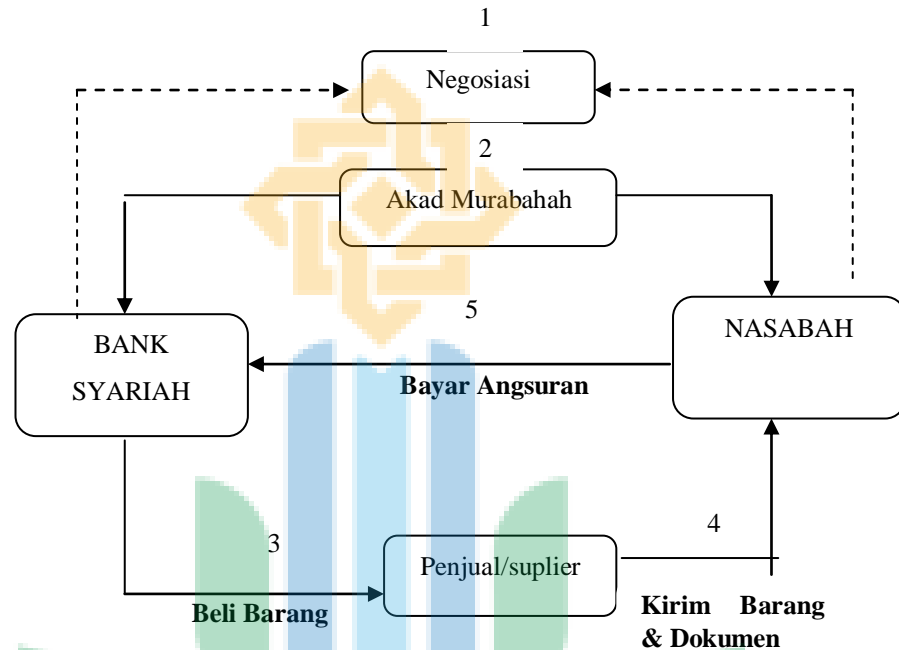 1
Negosiasi
2
Akad Murabahah
5
BANK
SYARIAH
NASABAH
Bayar Angsuran
3
Penjual/suplier
4
Beli Barang
Kirim Barang
& Dokumen